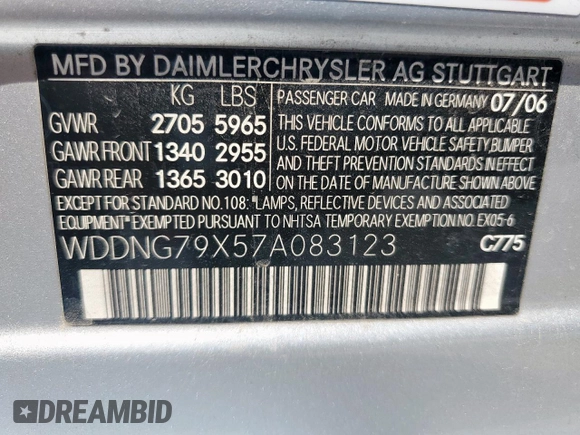 MFD BY DAIMLERCHRYSLER AG STUTTGART
KG LBS
GVWR 2705 5965
GAWR FRONT 1340 2955
GAWR REAR 1365 3010
PASSENGER CAR MADE IN GERMANY 07/06
THIS VEHICLE CONFORMS TO ALL APPLICABLE
U.S. FEDERAL MOTOR VEHICLE SAFETY, BUMPER
AND THEFT PREVENTION STANDARDS IN EFFECT
ON THE DATE OF MANUFACTURE SHOWN ABOVE
EXCEPT FOR STANDARD NO. 108: "LAMPS, REFLECTIVE DEVICES AND ASSOCIATED
EQUIPMENT" EXEMPTED PURSUANT TO NHTSA TEMPORARY EXEMPTION NO. EX05-6
WDDNG79X57A083123 C775
DREAMBID